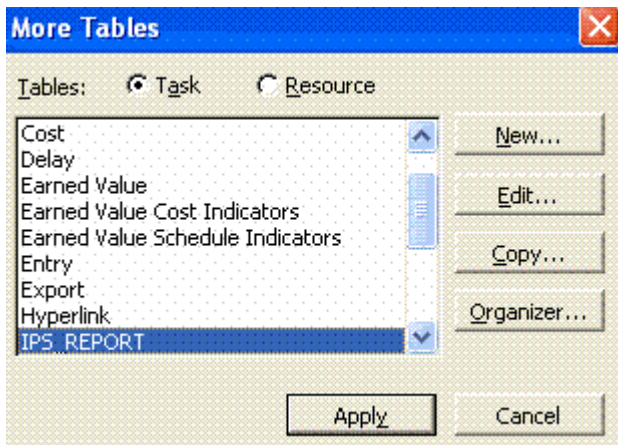 More Tables
Tables: Task Resource
Cost
Delay
Earned Value
Earned Value Cost Indicators
Earned Value Schedule Indicators
Entry
Export
Hyperlink
IPS_REPORT
New...
Edit...
Copy...
Organizer...
Apply Cancel